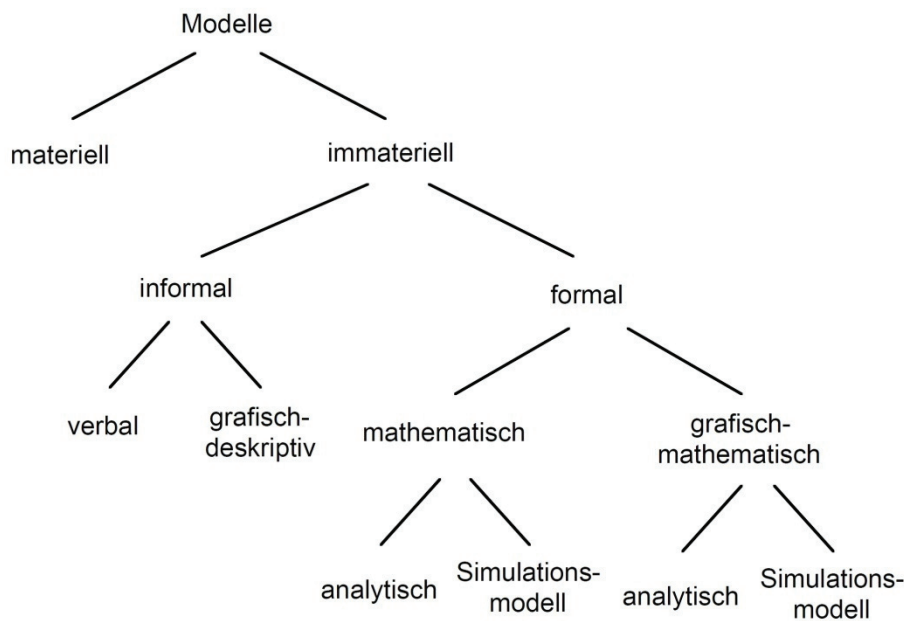 Modelle
materiell
immateriell
informal
formal
verbal
grafisch-
deskriptiv
mathematisch
grafisch-
mathematisch
analytisch
Simulations-
modell
analytisch
Simulations-
modell